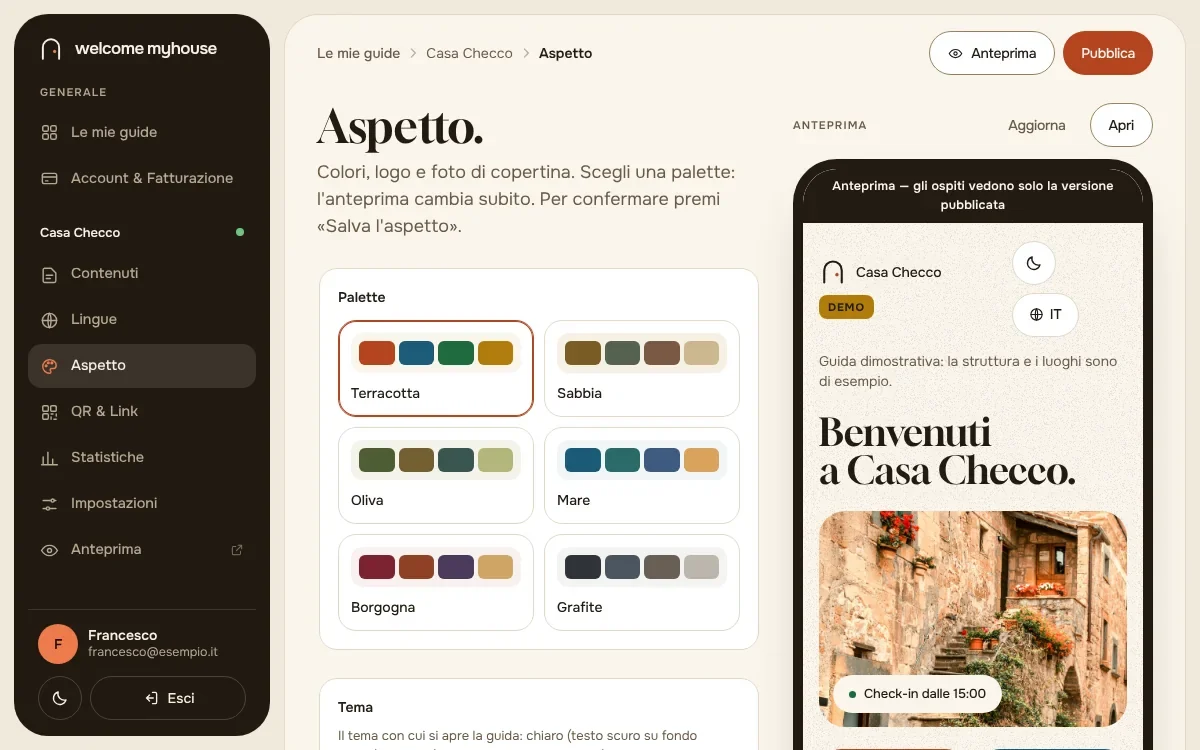 welcome myhouse
GENERALE
Le mie guide
Account & Fatturazione
Casa Checco
Contenuti
Lingue
Aspetto
QR & Link
Statistiche
Impostazioni
Anteprima
F
Francesco
francesco@esempio.it
Esci
Le mie guide > Casa Checco > Aspetto
Anteprima
Pubblica
Aspetto.
Colori, logo e foto di copertina. Scegli una palette:
l'anteprima cambia subito. Per confermare premi
«Salva l'aspetto».
Palette
Terracotta
Sabbia
Oliva
Mare
Borgogna
Grafite
Tema
Il tema con cui si apre la guida: chiaro (testo scuro su fondo
ANTEPRIMA
Aggiorna
Apri
Anteprima — gli ospiti vedono solo la versione
pubblicata
Casa Checco
DEMO
IT
Guida dimostrativa: la struttura e i luoghi sono
di esempio.
Benvenuti
a Casa Checco.
Check-in dalle 15:00